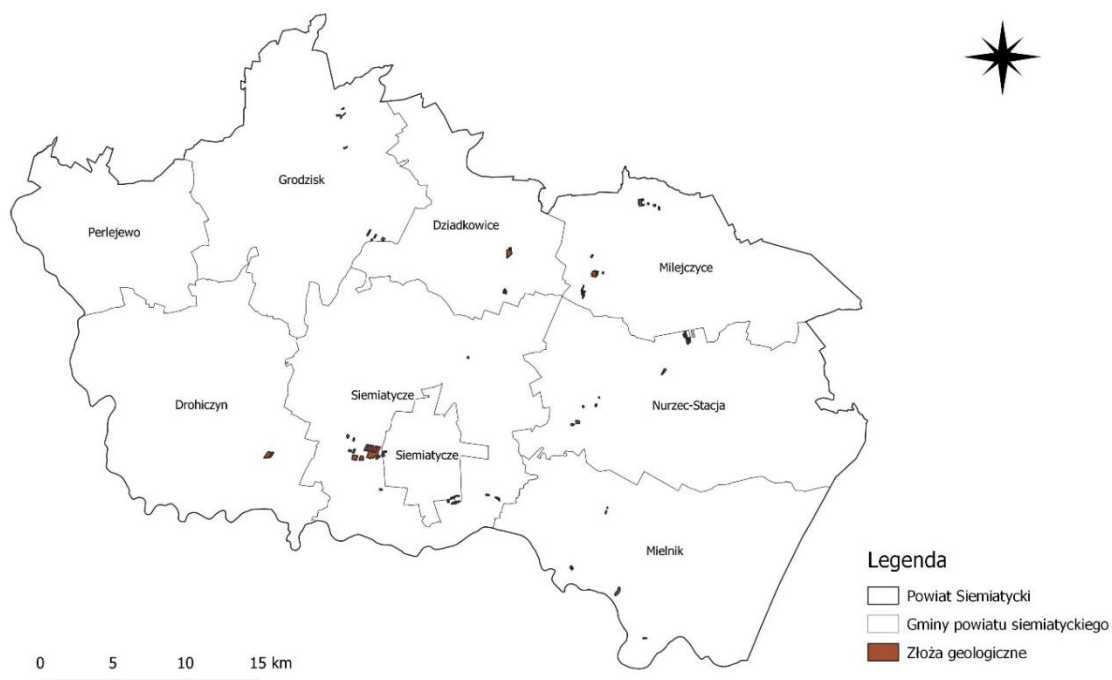 Grodzisk
Perlejewo
Dziadkowice
Milejczyce
Siemiatycze
Drohiczyn
Nurzec-Stacja
Siemiatycze
Mielnik
Legenda
Powiat Siemiatycki
Gminy powiatu siemiatyckiego
Złoża geologiczne
0 5 10 15 km